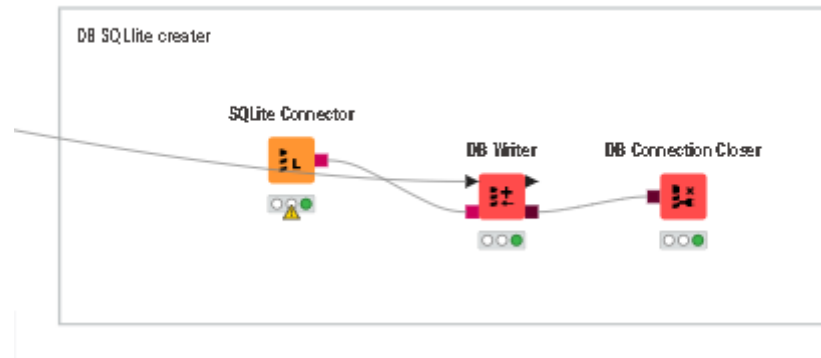 DB SQLlite creater
SQLite Connector
DB Writer
DB Connection Closer
L